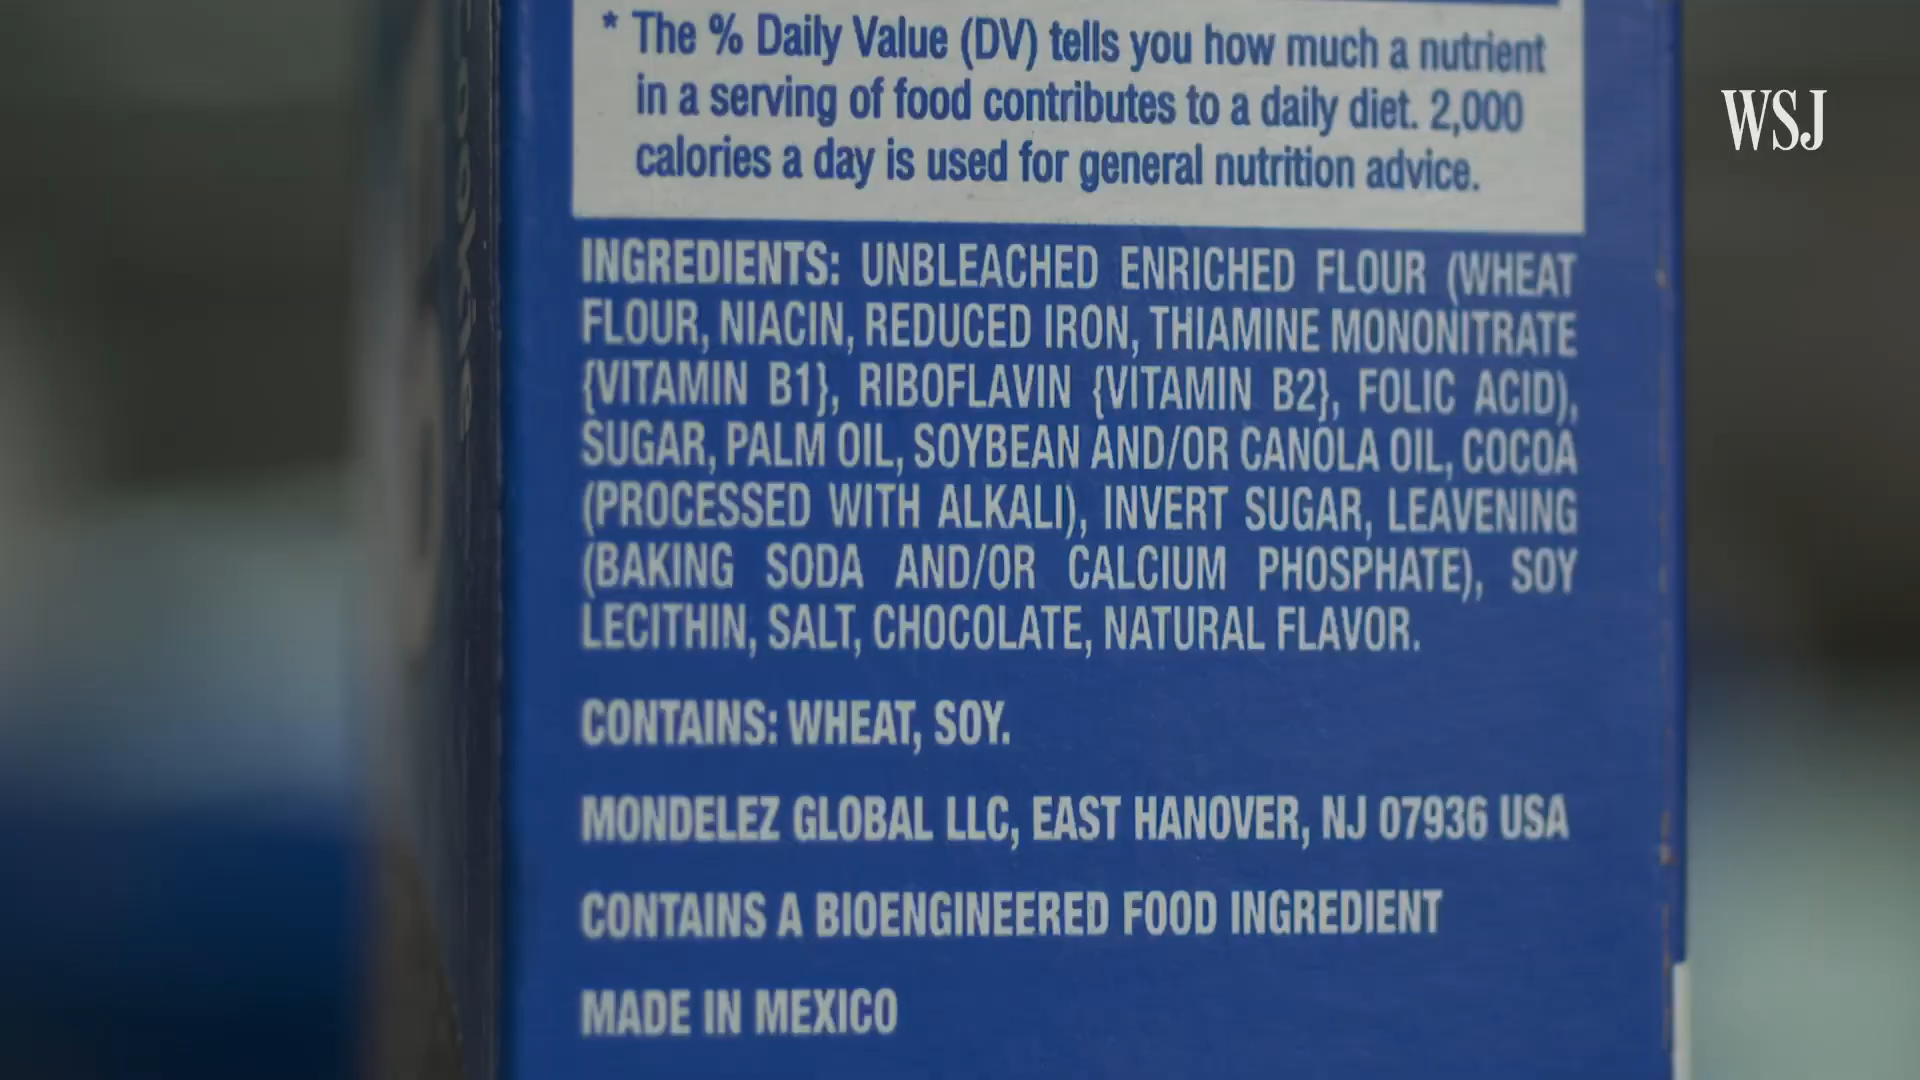 * The % Daily Value (DV) tells you how much a nutrient
in a serving of food contributes to a daily diet. 2,000
calories a day is used for general nutrition advice.
WSJ
INGREDIENTS: UNBLEACHED ENRICHED FLOUR (WHEAT
FLOUR, NIACIN, REDUCED IRON, THIAMINE MONONITRATE
{VITAMIN B1}, RIBOFLAVIN {VITAMIN B2}, FOLIC ACID),
SUGAR, PALM OIL, SOYBEAN AND/OR CANOLA OIL, COCOA
(PROCESSED WITH ALKALI), INVERT SUGAR, LEAVENING
(BAKING SODA AND/OR CALCIUM PHOSPHATE), SOY
LECITHIN, SALT, CHOCOLATE, NATURAL FLAVOR.
CONTAINS: WHEAT, SOY.
MONDELEZ GLOBAL LLC, EAST HANOVER, NJ 07936 USA
CONTAINS A BIOENGINEERED FOOD INGREDIENT
MADE IN MEXICO